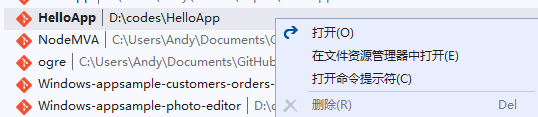 HelloApp | D:\codes\HelloApp
打开(O)
NodeMVA | C:\Users\Andy\Documents\G
在文件资源管理器中打开(E)
ogre | C:\Users\Andy\Documents\GitHub
打开命令提示符(C)
Windows-appsample-customers-orders-
Windows-appsample-photo-editor | D:\c
删除(R) Del